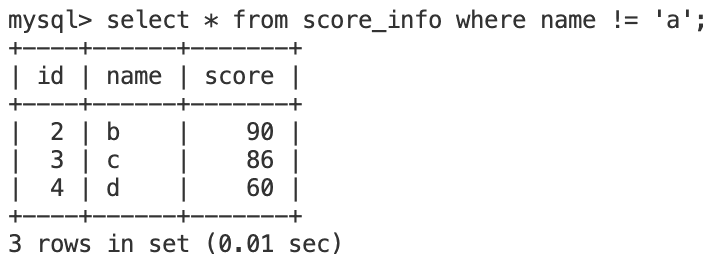 mysql> select * from score_info where name != 'a';
+----+------+-------+
| id | name | score |
+----+------+-------+
|  2 | b    |    90 |
|  3 | c    |    86 |
|  4 | d    |    60 |
+----+------+-------+
3 rows in set (0.01 sec)